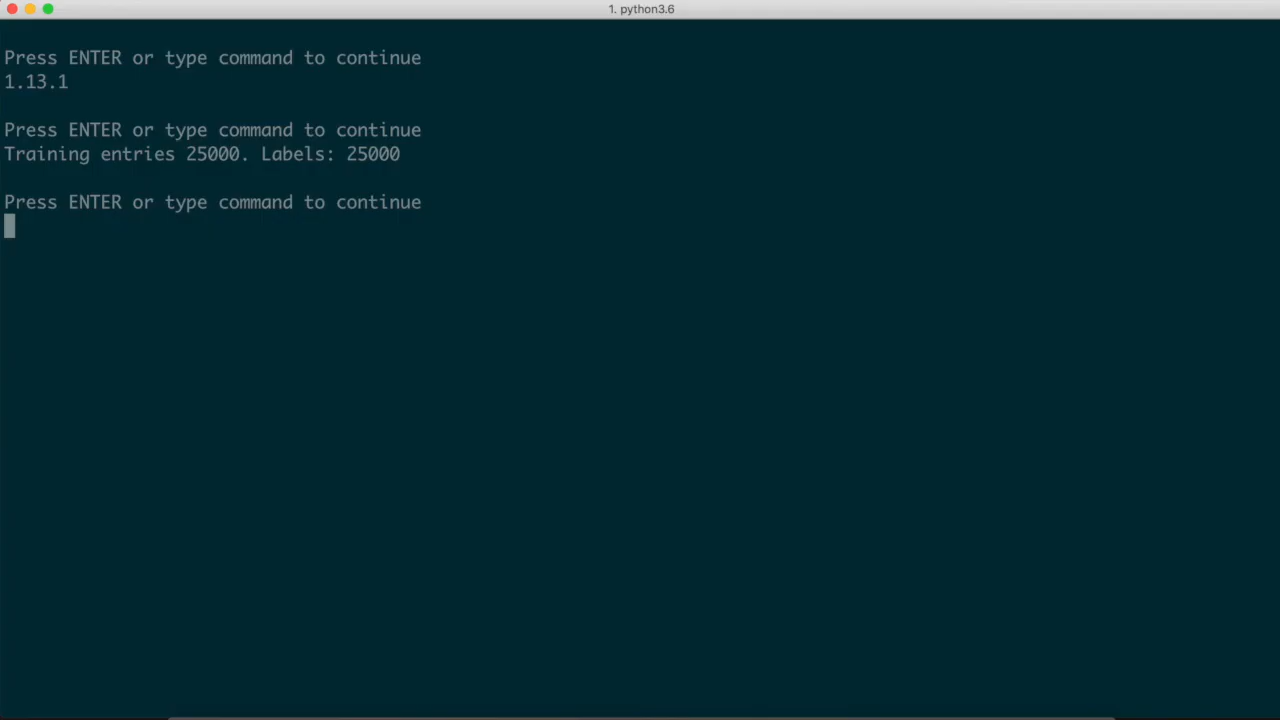 1. python3.6
Press ENTER or type command to continue
1.13.1
Press ENTER or type command to continue
Training entries 25000. Labels: 25000
Press ENTER or type command to continue